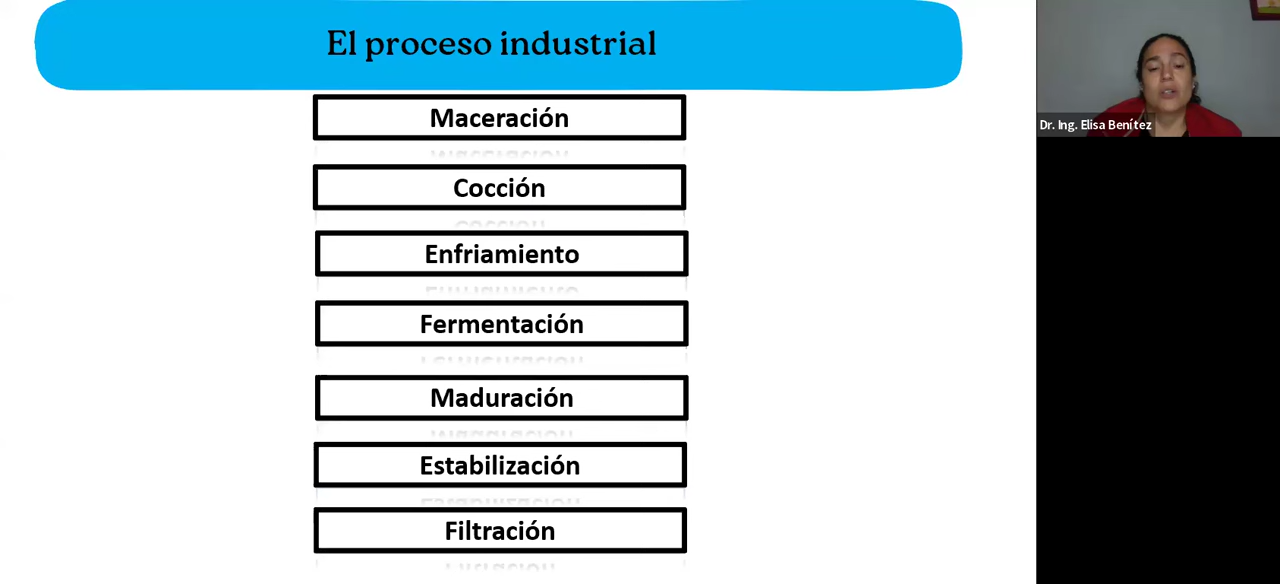 El proceso industrial
Maceración
Cocción
Enfriamiento
Fermentación
Maduración
Estabilización
Filtración
Dr. Ing. Elisa Benítez